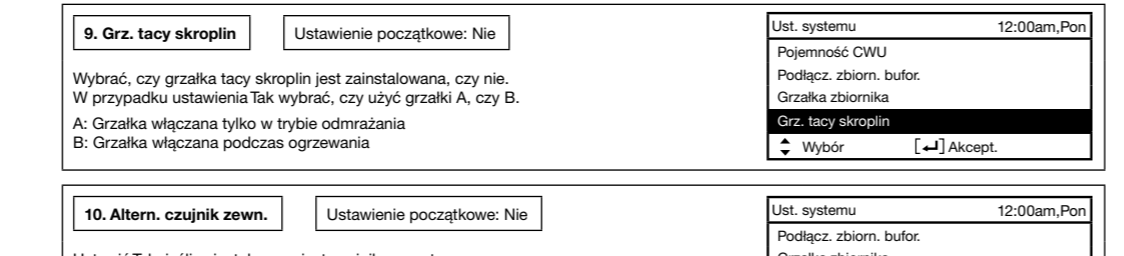 9. Grz. tacy skroplin
Ustawienie początkowe: Nie
Wybrać, czy grzałka tacy skroplin jest zainstalowana, czy nie.
W przypadku ustawienia Tak wybrać, czy użyć grzałki A, czy B.
A: Grzałka włączana tylko w trybie odmrażania
B: Grzałka włączana podczas ogrzewania
Ust. systemu 12:00am,Pon
Pojemność CWU
Podłącz. zbiorn. bufor.
Grzałka zbiornika
Grz. tacy skroplin
Wybór [↵] Akcept.
10. Altern. czujnik zewn.
Ustawienie początkowe: Nie
Ust. systemu 12:00am,Pon
Podłącz. zbiorn. bufor.